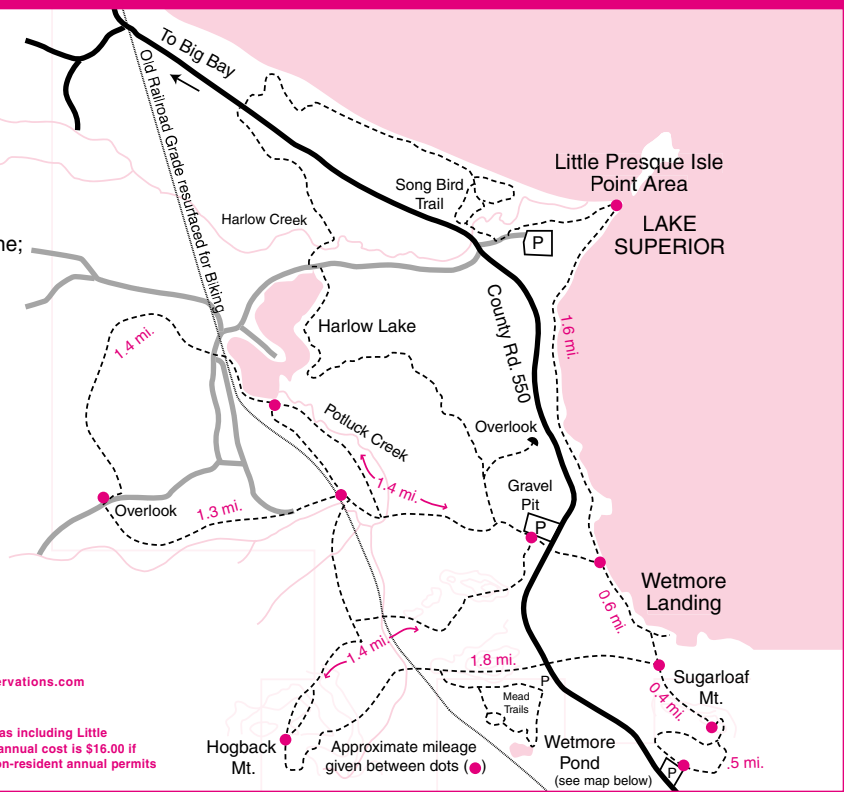 To Big Bay
Old Railroad Grade resurfaced for Biking
Song Bird
Trail
Little Presque Isle
Point Area
LAKE
SUPERIOR
P
Harlow Creek
ne;
County Rd. 550
1.6 mi.
Harlow Lake
1.4 mi.
Potluck Creek
Overlook
1.4 mi.
Gravel
Pit
P
Overlook
1.3 mi.
Wetmore
Landing
0.6 mi.
1.4 mi.
1.8 mi.
Sugarloaf
Mt.
0.4 mi.
P
Mead
Trails
ervations.com
as including Little
annual cost is $16.00 if
on-resident annual permits
Hogback
Mt.
Approximate mileage
given between dots ( )
Wetmore
Pond
(see map below)
P
.5 mi.